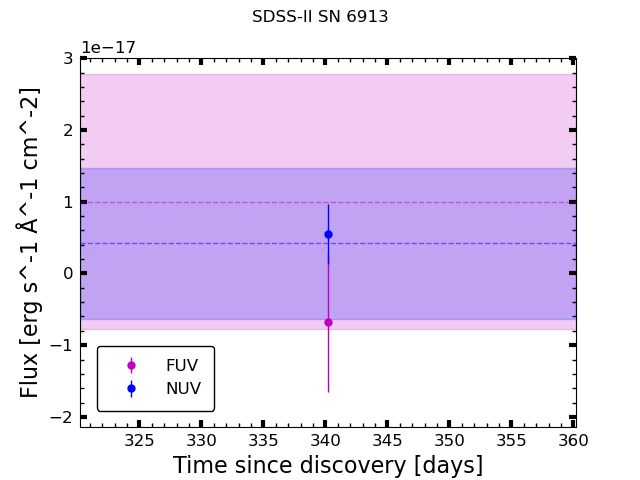 SDSS-II SN 6913
1e−17
3
2
1
0
−1
−2
Flux [erg s^-1 Å^-1 cm^-2]
FUV
NUV
325 330 335 340 345 350 355 360
Time since discovery [days]